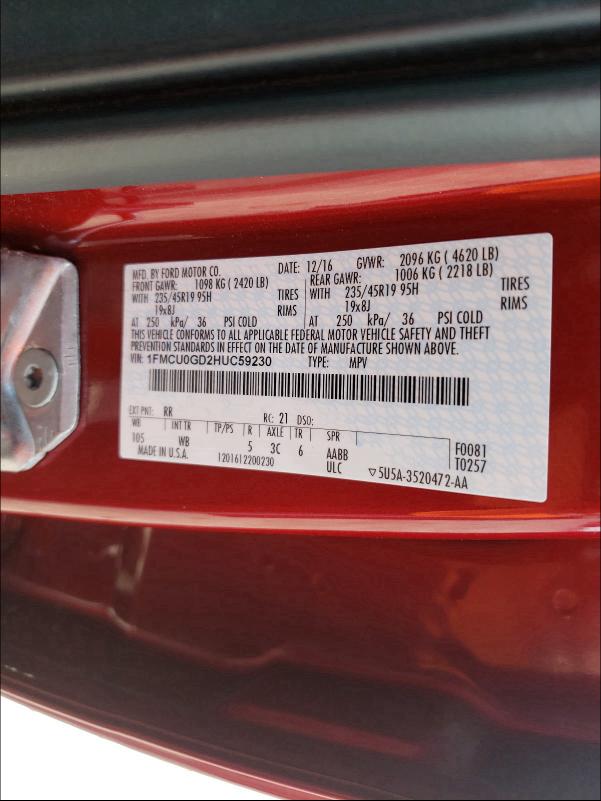 MFD. BY FORD MOTOR CO. DATE: 12/16 GVWR: 2096 KG ( 4620 LB)
FRONT GAWR: 1098 KG ( 2420 LB) REAR GAWR: 1006 KG ( 2218 LB)
WITH 235/45R19 95H TIRES WITH 235/45R19 95H TIRES
19x8J RIMS 19x8J RIMS
AT 250 kPa/ 36 PSI COLD AT 250 kPa/ 36 PSI COLD
THIS VEHICLE CONFORMS TO ALL APPLICABLE FEDERAL MOTOR VEHICLE SAFETY AND THEFT
PREVENTION STANDARDS IN EFFECT ON THE DATE OF MANUFACTURE SHOWN ABOVE.
VIN: 1FMCU0GD2HUC59230 TYPE: MPV
EXT PNT: RR RC: 21 DSO:
WB INT TR TP/PS R AXLE TR SPR
105 WB 5 3C 6 AABB F0081
MADE IN U.S.A. 1201612200230 ULC ▽5U5A-3520472-AA T0257